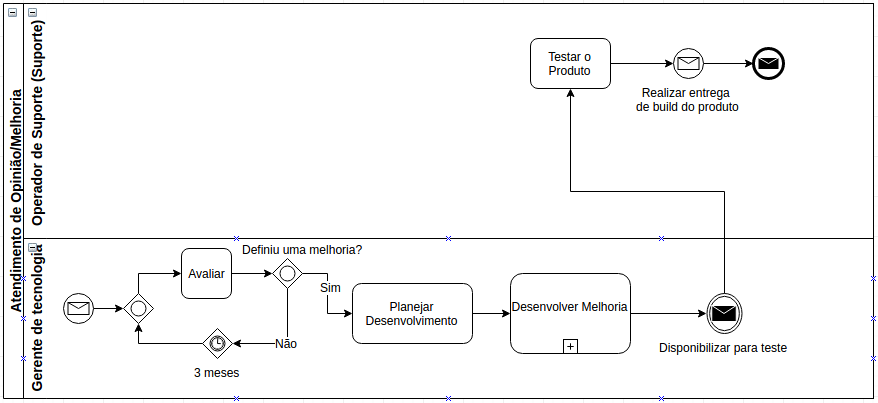 Atendimento de Opinião/Melhoria
Operador de Suporte (Suporte)
Testar o
Produto
Realizar entrega
de build do produto
Gerente de tecnologia
Definiu uma melhoria?
Avaliar
Sim
Planejar
Desenvolvimento
Desenvolver Melhoria
Não
3 meses
Disponibilizar para teste